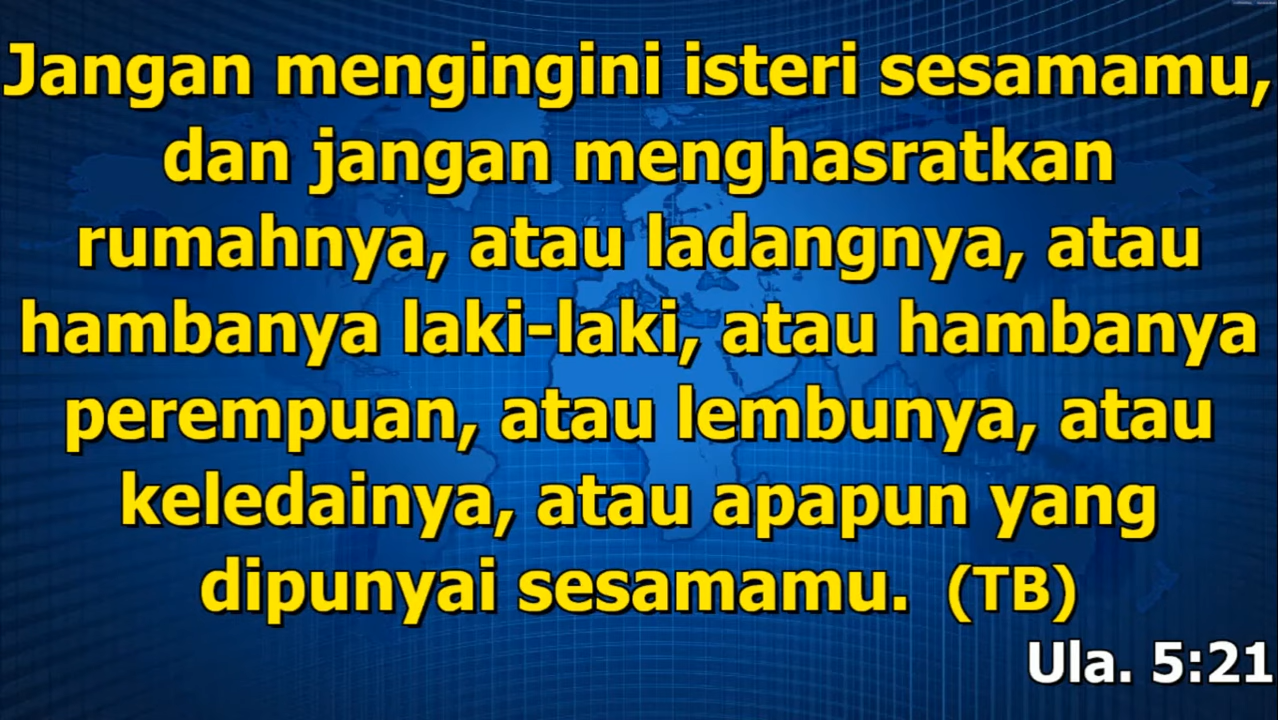 Jangan mengingini isteri sesamamu,
dan jangan menghasratkan
rumahnya, atau ladangnya, atau
hambanya laki-laki, atau hambanya
perempuan, atau lembunya, atau
keledainya, atau apapun yang
dipunyai sesamamu. (TB)
Ula. 5:21